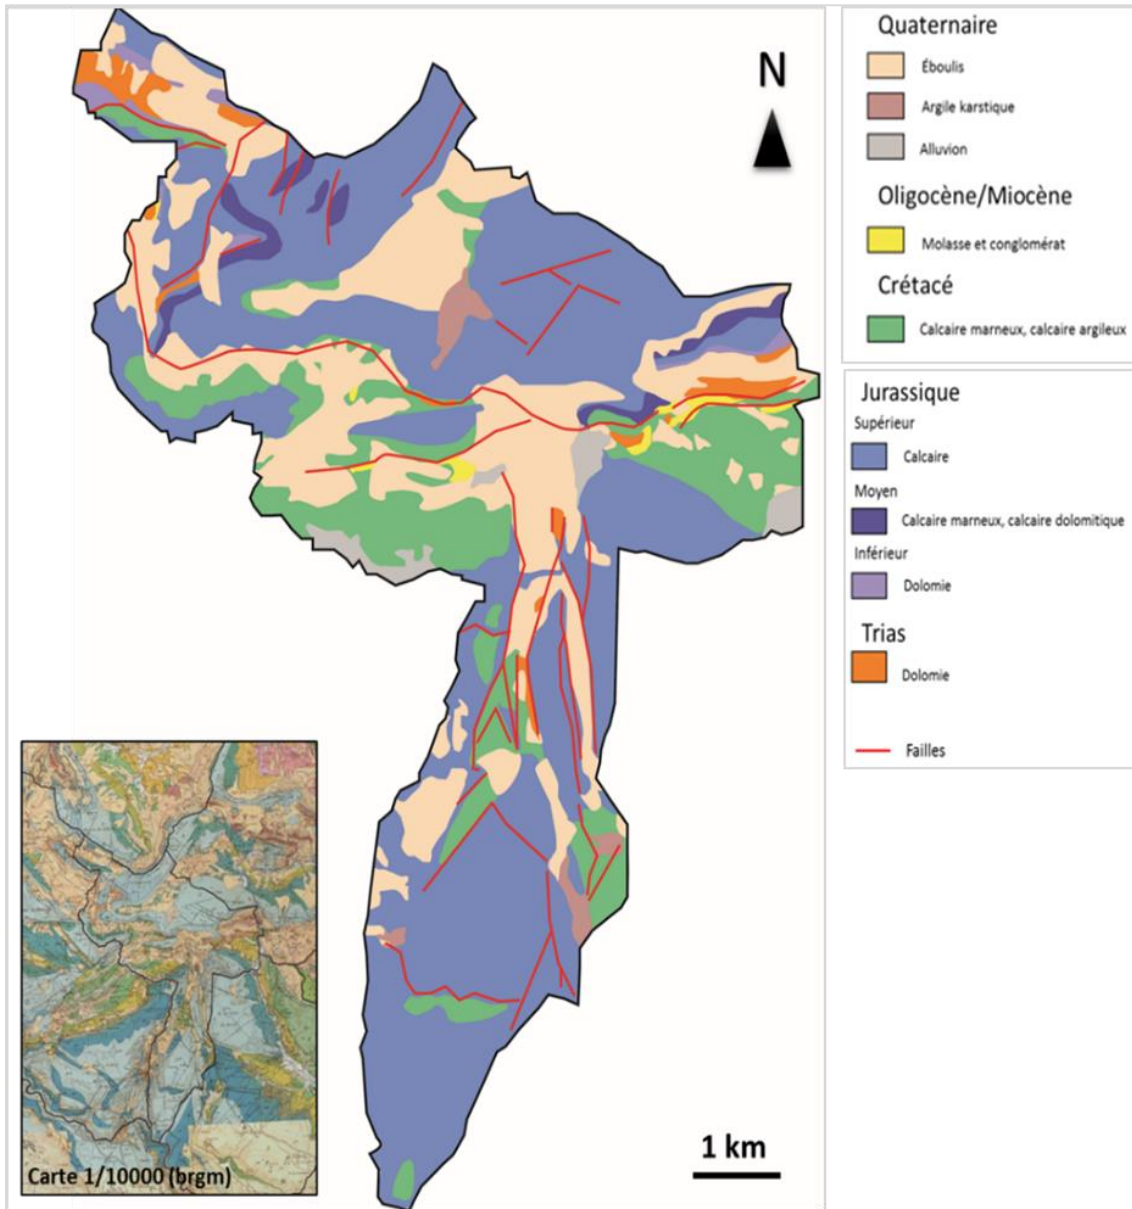 N
1 km
Carte 1/10000 (brgm)
Quaternaire
Éboulis
Argile karstique
Alluvion
Oligocène/Miocène
Molasse et conglomérat
Crétacé
Calcaire marneux, calcaire argileux
Jurassique
Supérieur
Calcaire
Moyen
Calcaire marneux, calcaire dolomitique
Inférieur
Dolomie
Trias
Dolomie
Failles